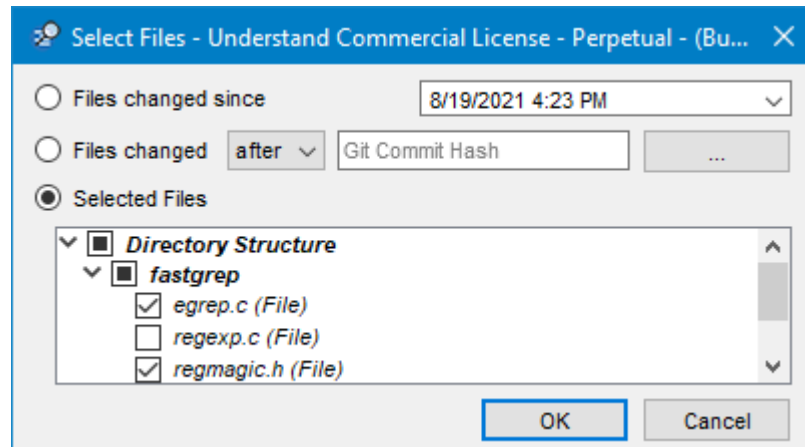 Select Files - Understand Commercial License - Perpetual - (Bu...
Files changed since 8/19/2021 4:23 PM
Files changed after Git Commit Hash ...
Selected Files
Directory Structure
fastgrep
egrep.c (File)
regexp.c (File)
regmagic.h (File)
OK Cancel